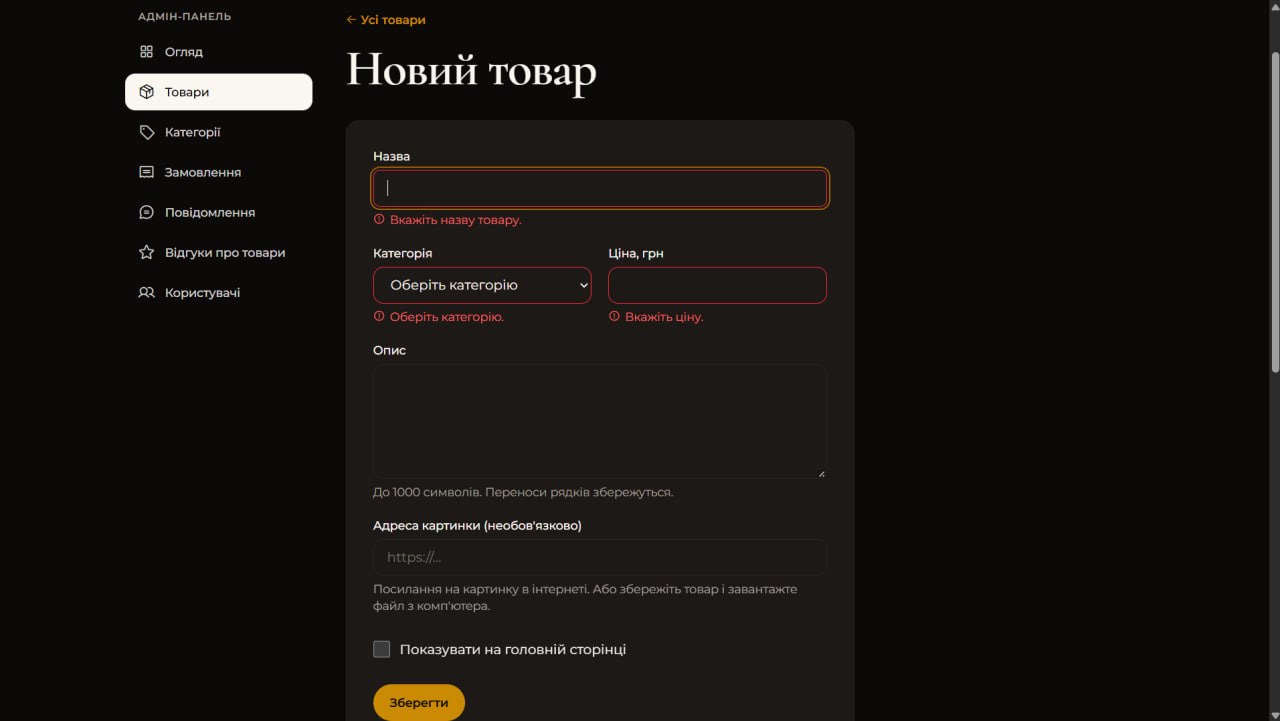 АДМІН-ПАНЕЛЬ
Огляд
Товари
Категорії
Замовлення
Повідомлення
Відгуки про товари
Користувачі
← Усі товари
Новий товар
Назва
Вкажіть назву товару.
Категорія
Оберіть категорію
Оберіть категорію.
Ціна, грн
Вкажіть ціну.
Опис
До 1000 символів. Переноси рядків збережуться.
Адреса картинки (необов'язково)
https://...
Посилання на картинку в інтернеті. Або збережіть товар і завантажте
файл з комп'ютера.
Показувати на головній сторінці
Зберегти